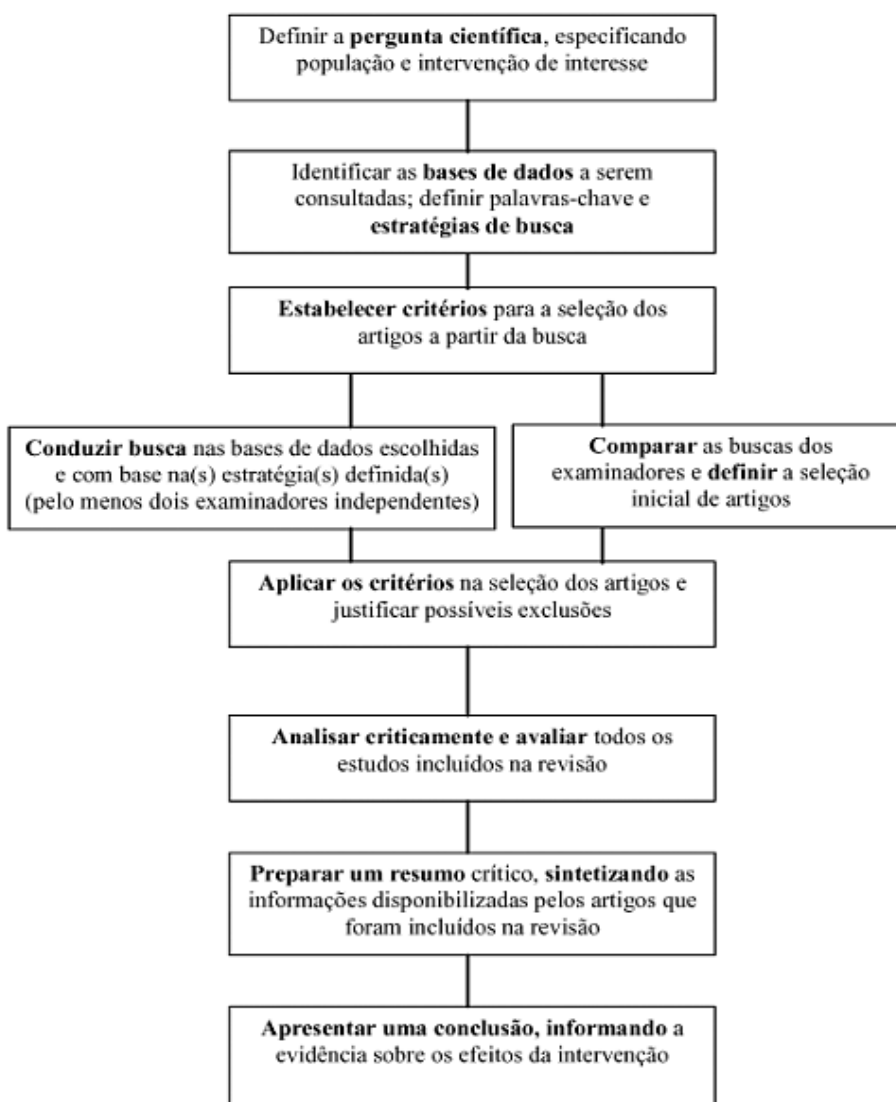 Definir a pergunta científica, especificando
população e intervenção de interesse
Identificar as bases de dados a serem
consultadas; definir palavras-chave e
estratégias de busca
Estabelecer critérios para a seleção dos
artigos a partir da busca
Conduzir busca nas bases de dados escolhidas
e com base na(s) estratégia(s) definida(s)
(pelo menos dois examinadores independentes)
Comparar as buscas dos
examinadores e definir a seleção
inicial de artigos
Aplicar os critérios na seleção dos artigos e
justificar possíveis exclusões
Analisar criticamente e avaliar todos os
estudos incluídos na revisão
Preparar um resumo crítico, sintetizando as
informações disponibilizadas pelos artigos que
foram incluídos na revisão
Apresentar uma conclusão, informando a
evidência sobre os efeitos da intervenção